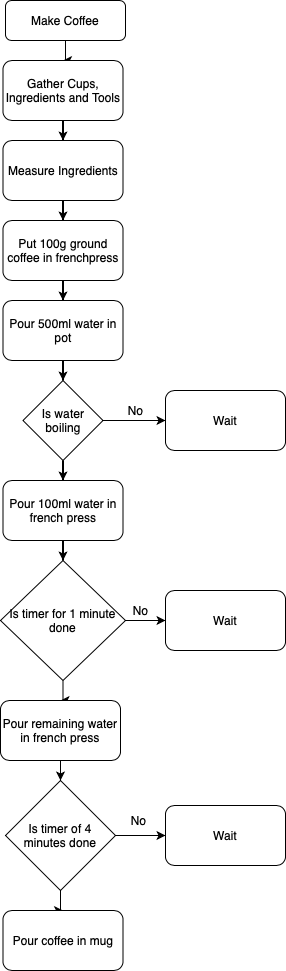 Make Coffee
Gather Cups,
Ingredients and Tools
Measure Ingredients
Put 100g ground
coffee in frenchpress
Pour 500ml water in
pot
Is water
boiling
No
Wait
Pour 100ml water in
french press
Is timer for 1 minute
done
No
Wait
Pour remaining water
in french press
Is timer of 4
minutes done
No
Wait
Pour coffee in mug